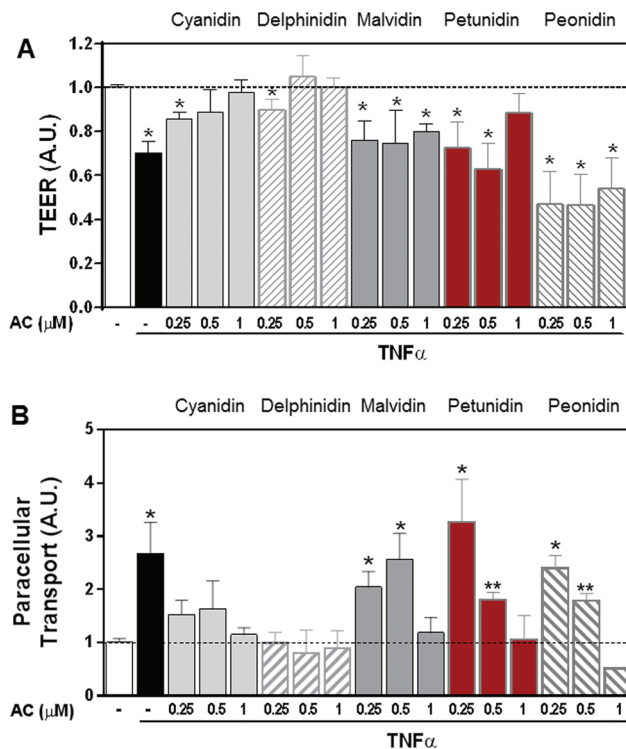 Cyanidin Delphinidin Malvidin Petunidin Peonidin
A
1.2
1.0
0.8
0.6
0.4
0.2
0.0
TEER (A.U.)
* * * * * * * * * * *
AC (μM) - - 0.25 0.5 1 0.25 0.5 1 0.25 0.5 1 0.25 0.5 1 0.25 0.5 1
TNFα
Cyanidin Delphinidin Malvidin Petunidin Peonidin
B
5
4
3
2
1
0
Paracellular
Transport (A.U.)
* * * * ** * **
AC (μM) - - 0.25 0.5 1 0.25 0.5 1 0.25 0.5 1 0.25 0.5 1 0.25 0.5 1
TNFα